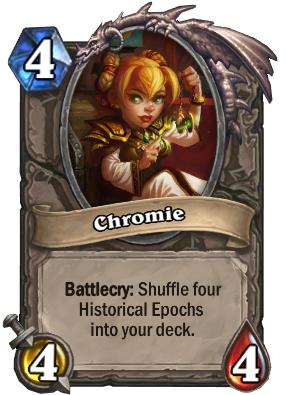 4
Chromie
Battlecry: Shuffle four
Historical Epochs
into your deck.
4 4